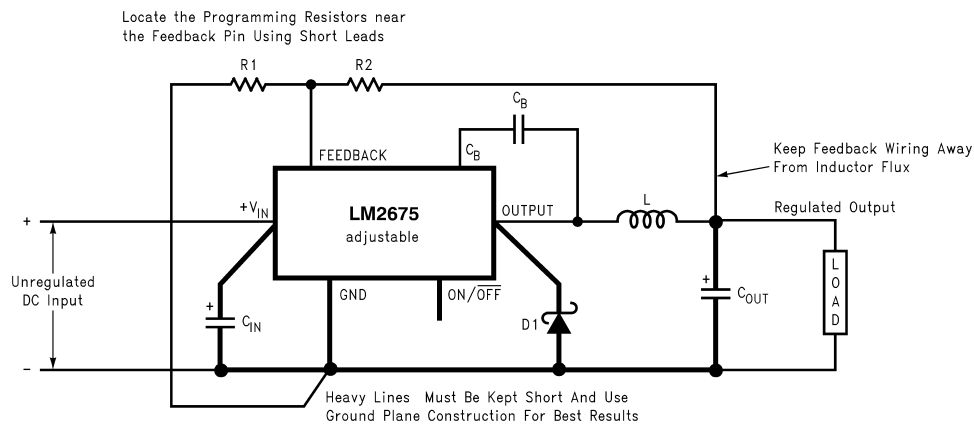 Locate the Programming Resistors near
the Feedback Pin Using Short Leads
R1
R2
C_B
FEEDBACK
C_B
Keep Feedback Wiring Away
From Inductor Flux
+V_IN
LM2675
adjustable
OUTPUT
L
Regulated Output
+
Unregulated
DC Input
-
+
C_IN
GND
ON/O̅F̅F̅
D1
+
C_OUT
LOAD
Heavy Lines Must Be Kept Short And Use
Ground Plane Construction For Best Results